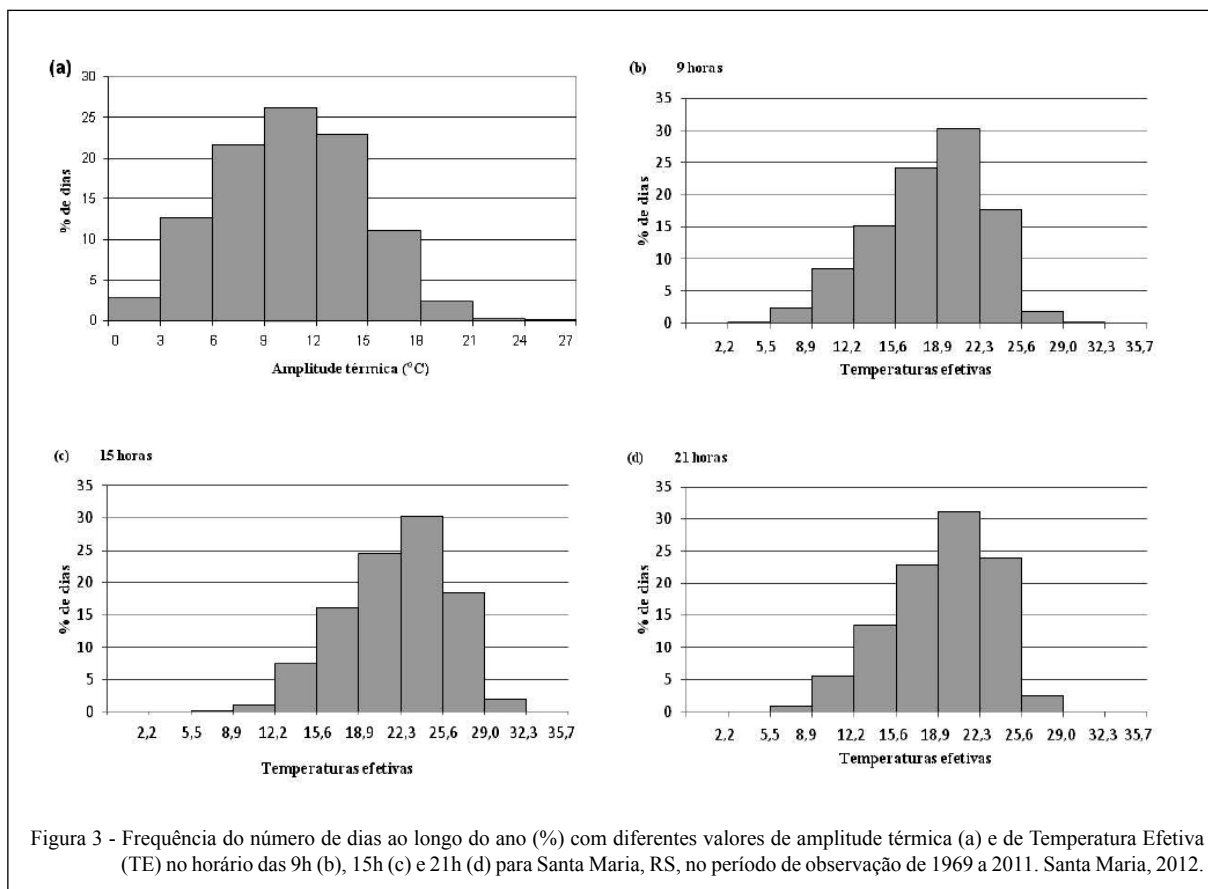 (a)
30
25
20
15
10
5
0
% de dias
0 3 6 9 12 15 18 21 24 27
Amplitude térmica (°C)
(b) 9 horas
35
30
25
20
15
10
5
0
% de dias
2,2 5,5 8,9 12,2 15,6 18,9 22,3 25,6 29,0 32,3 35,7
Temperaturas efetivas
(c) 15 horas
35
30
25
20
15
10
5
0
% de dias
2,2 5,5 8,9 12,2 15,6 18,9 22,3 25,6 29,0 32,3 35,7
Temperaturas efetivas
(d) 21 horas
35
30
25
20
15
10
5
0
% de dias
2,2 5,5 8,9 12,2 15,6 18,9 22,3 25,6 29,0 32,3 35,7
Temperaturas efetivas
Figura 3 - Frequência do número de dias ao longo do ano (%) com diferentes valores de amplitude térmica (a) e de Temperatura Efetiva
(TE) no horário das 9h (b), 15h (c) e 21h (d) para Santa Maria, RS, no período de observação de 1969 a 2011. Santa Maria, 2012.